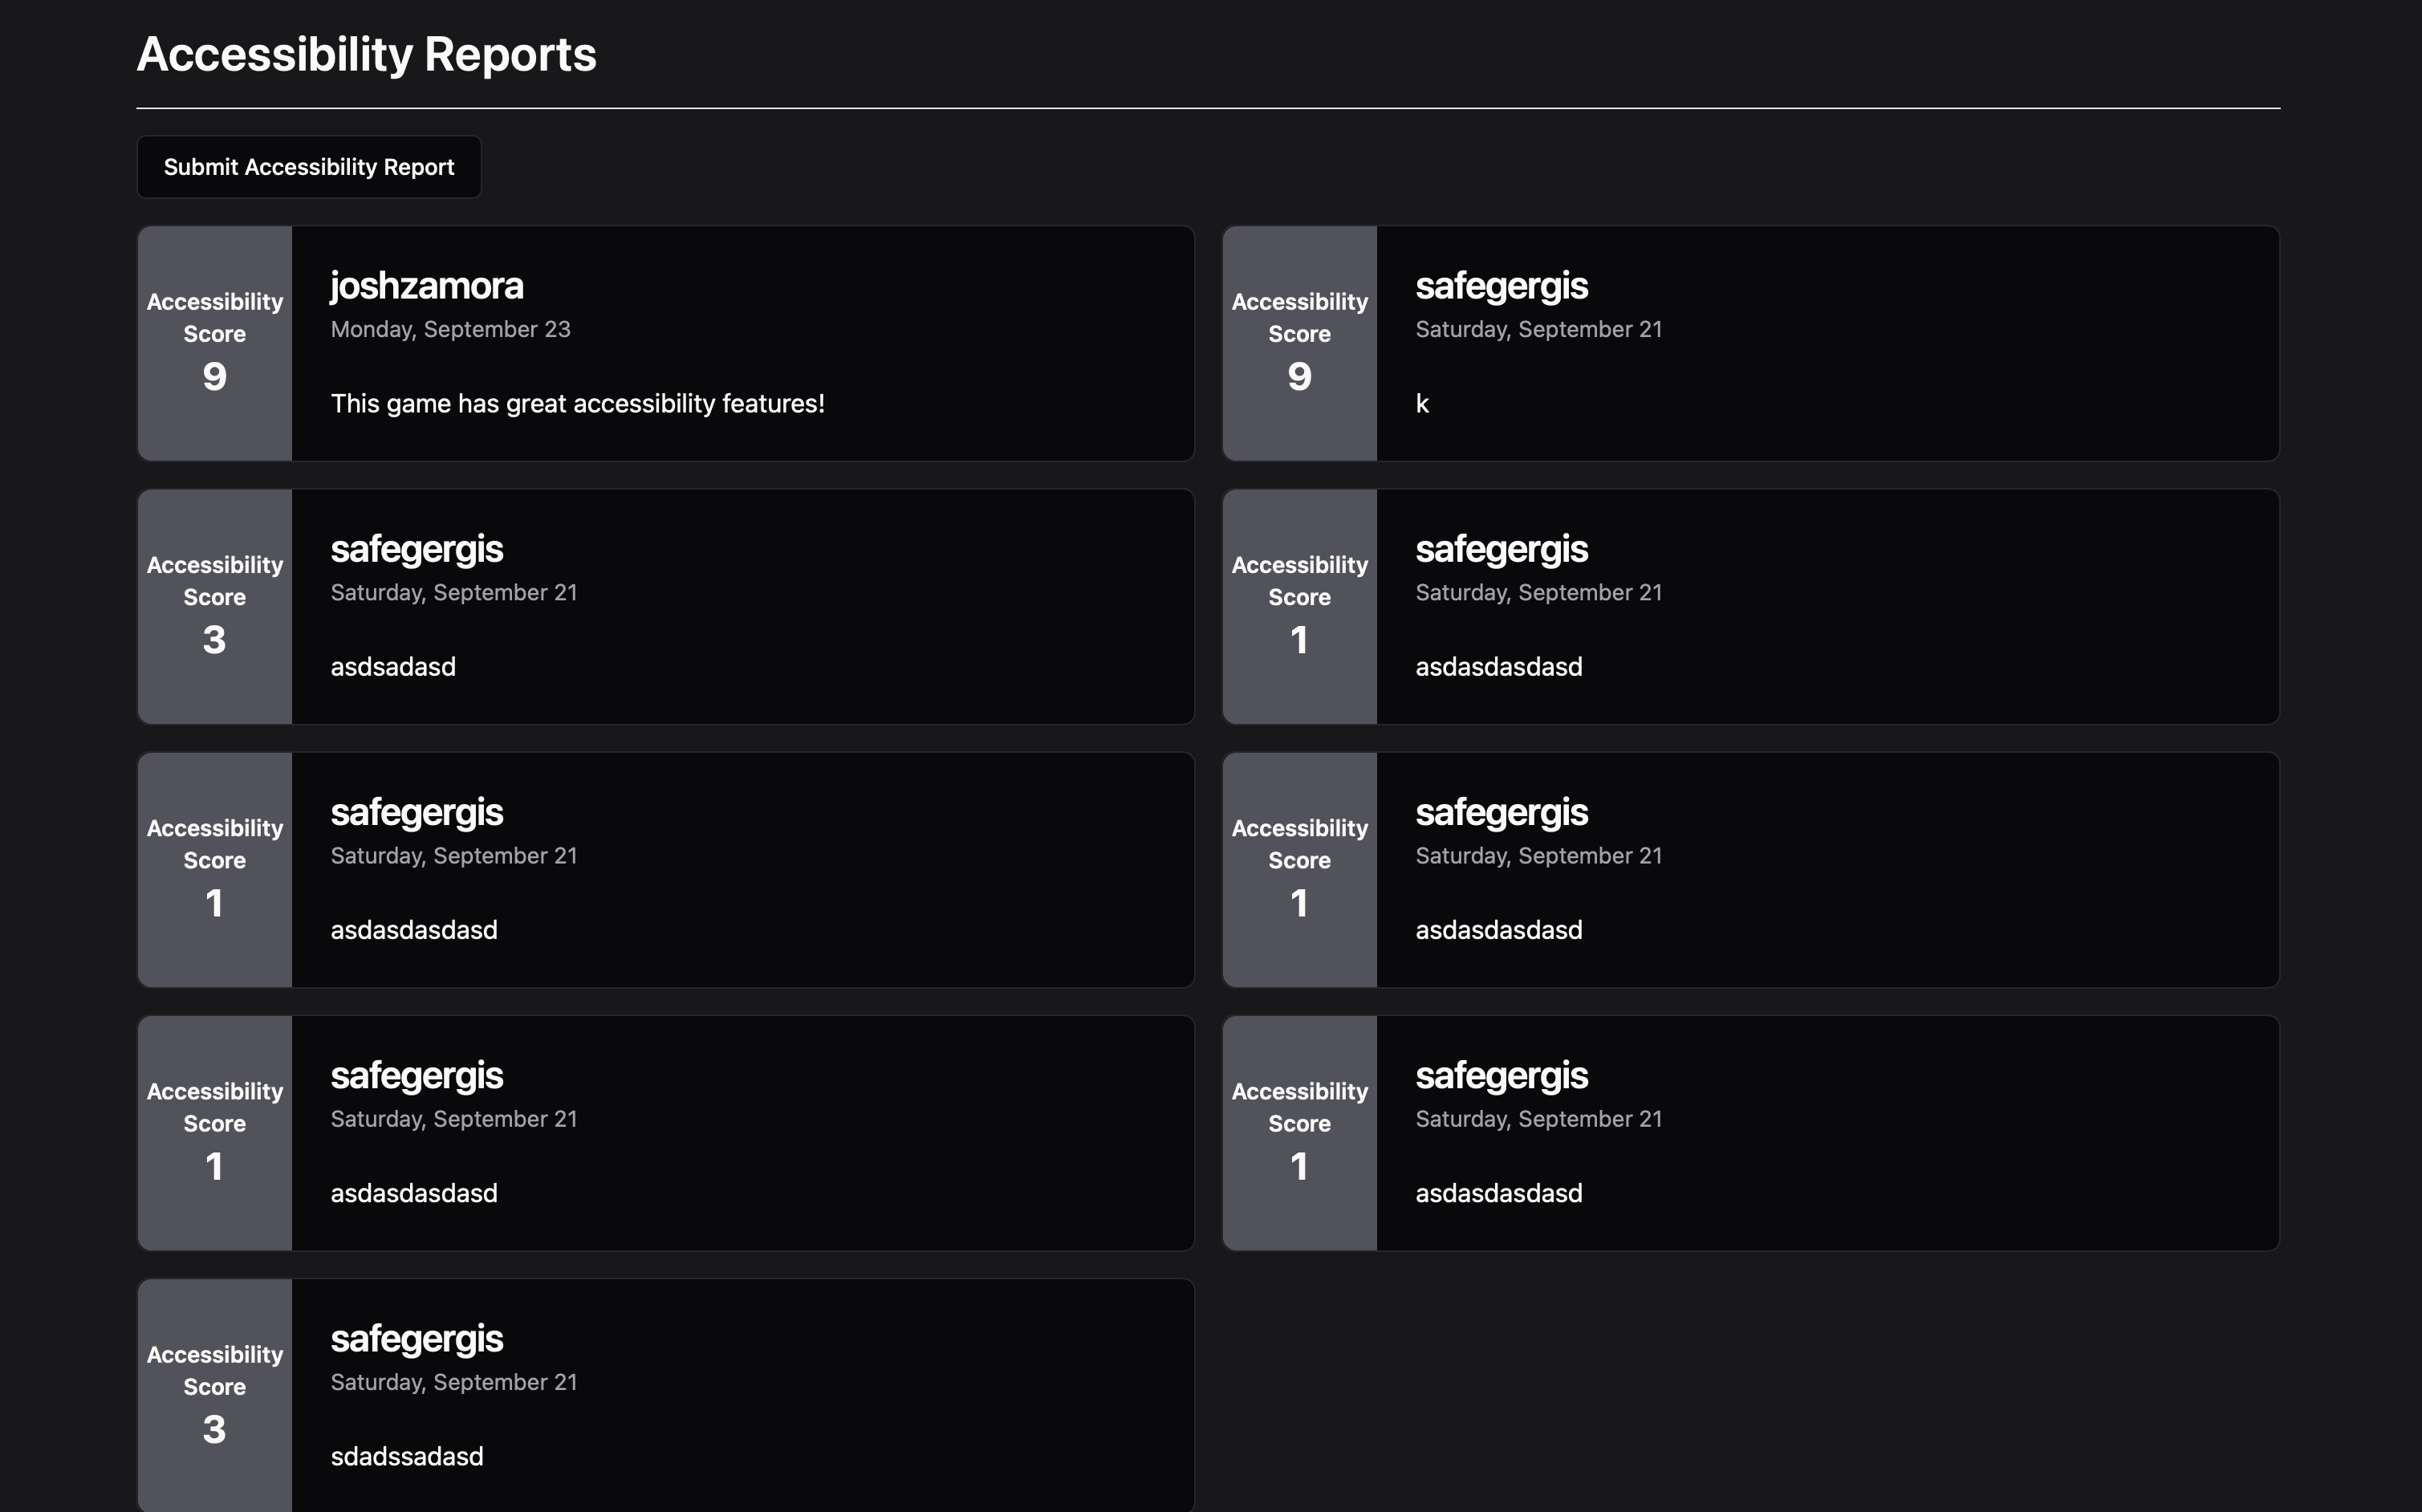 Accessibility Reports
Submit Accessibility Report
Accessibility
Score
9
joshzamora
Monday, September 23
This game has great accessibility features!
Accessibility
Score
9
safegergis
Saturday, September 21
k
Accessibility
Score
3
safegergis
Saturday, September 21
asdsadasd
Accessibility
Score
1
safegergis
Saturday, September 21
asdasdasdasd
Accessibility
Score
1
safegergis
Saturday, September 21
asdasdasdasd
Accessibility
Score
1
safegergis
Saturday, September 21
asdasdasdasd
Accessibility
Score
1
safegergis
Saturday, September 21
asdasdasdasd
Accessibility
Score
1
safegergis
Saturday, September 21
asdasdasdasd
Accessibility
Score
3
safegergis
Saturday, September 21
sdadssadasd